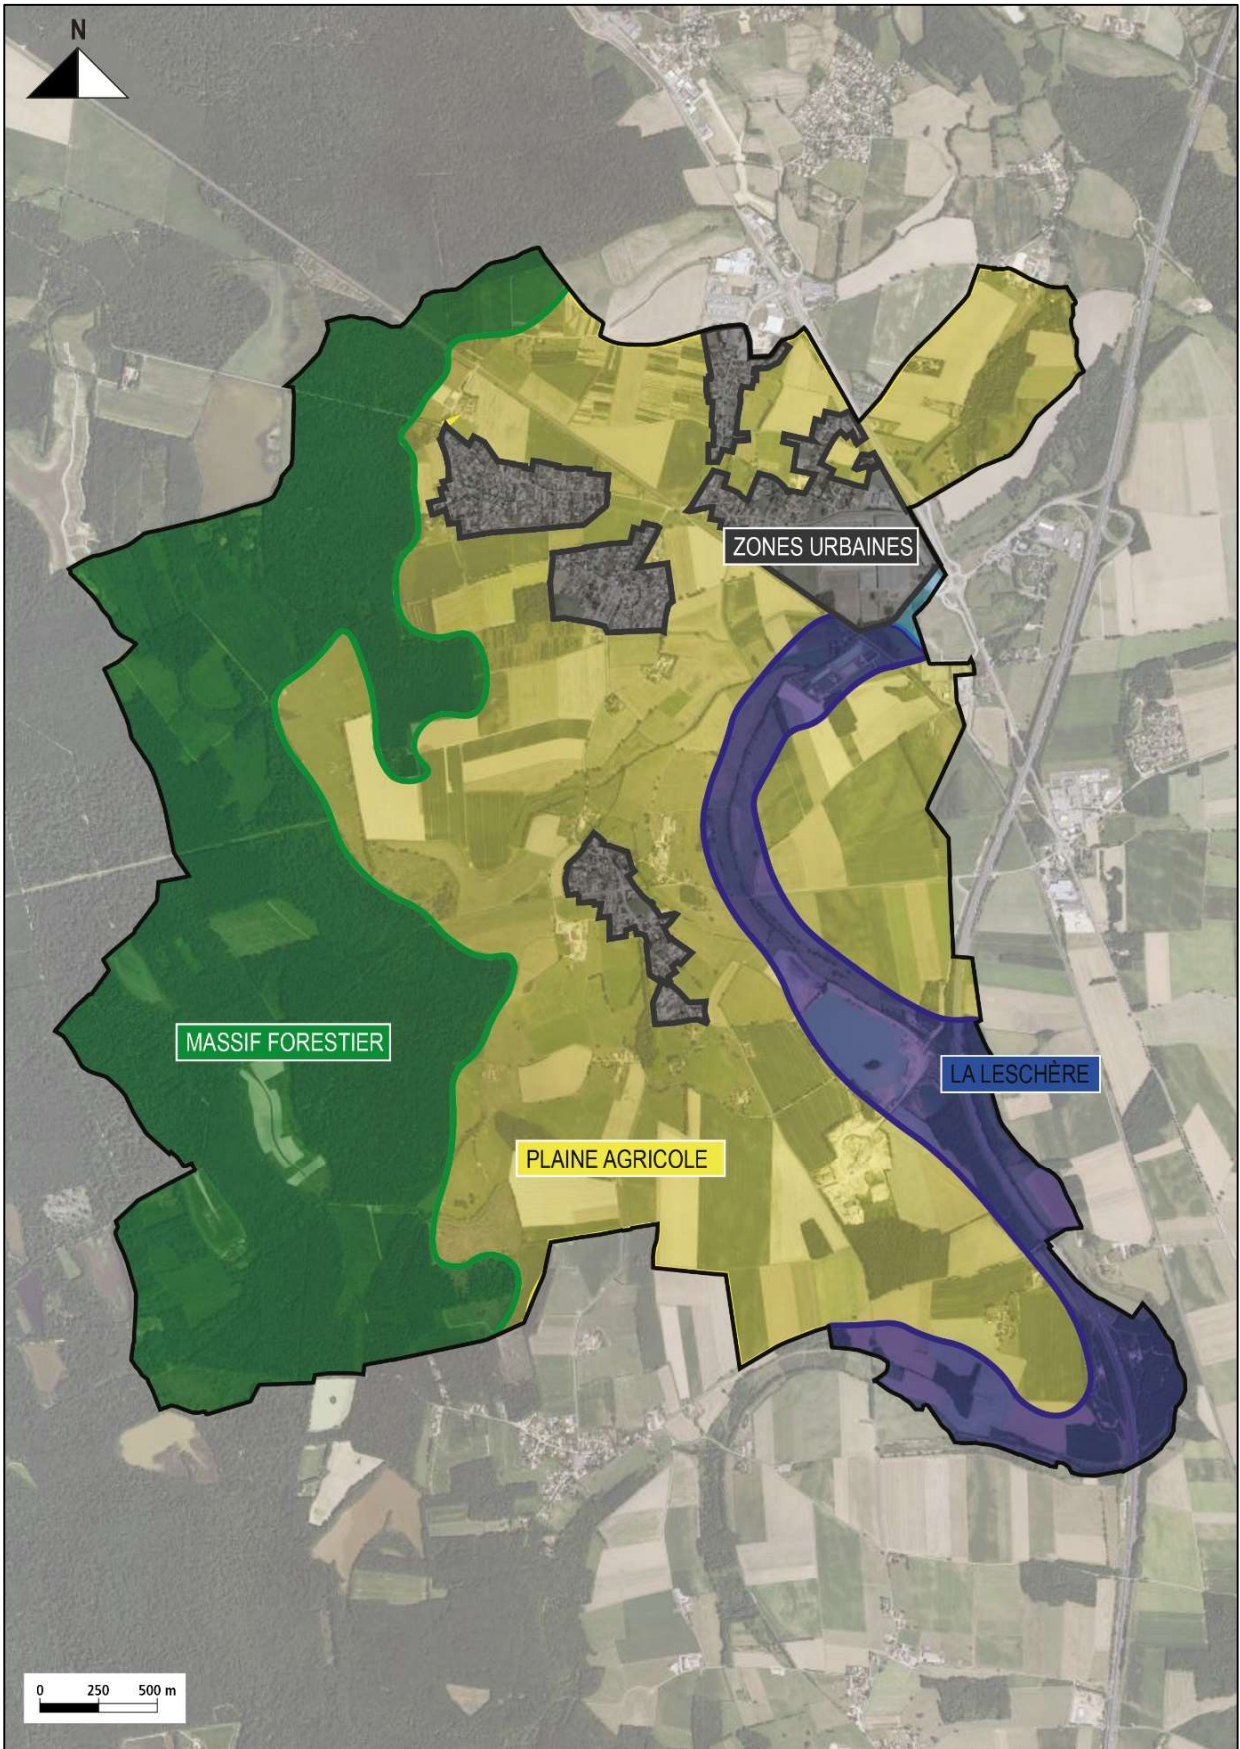 N
ZONES URBAINES
MASSIF FORESTIER
LA LESCHÈRE
PLAINE AGRICOLE
0 250 500 m